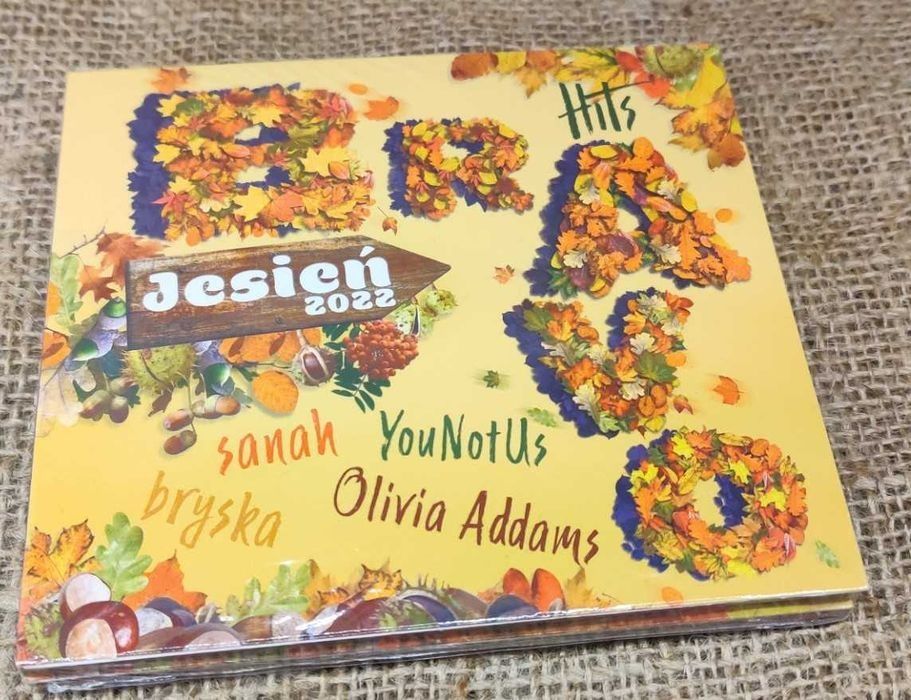 BRAVO
Hits
Jesień
2022
sanah YouNotUs
bryska Olivia Addams